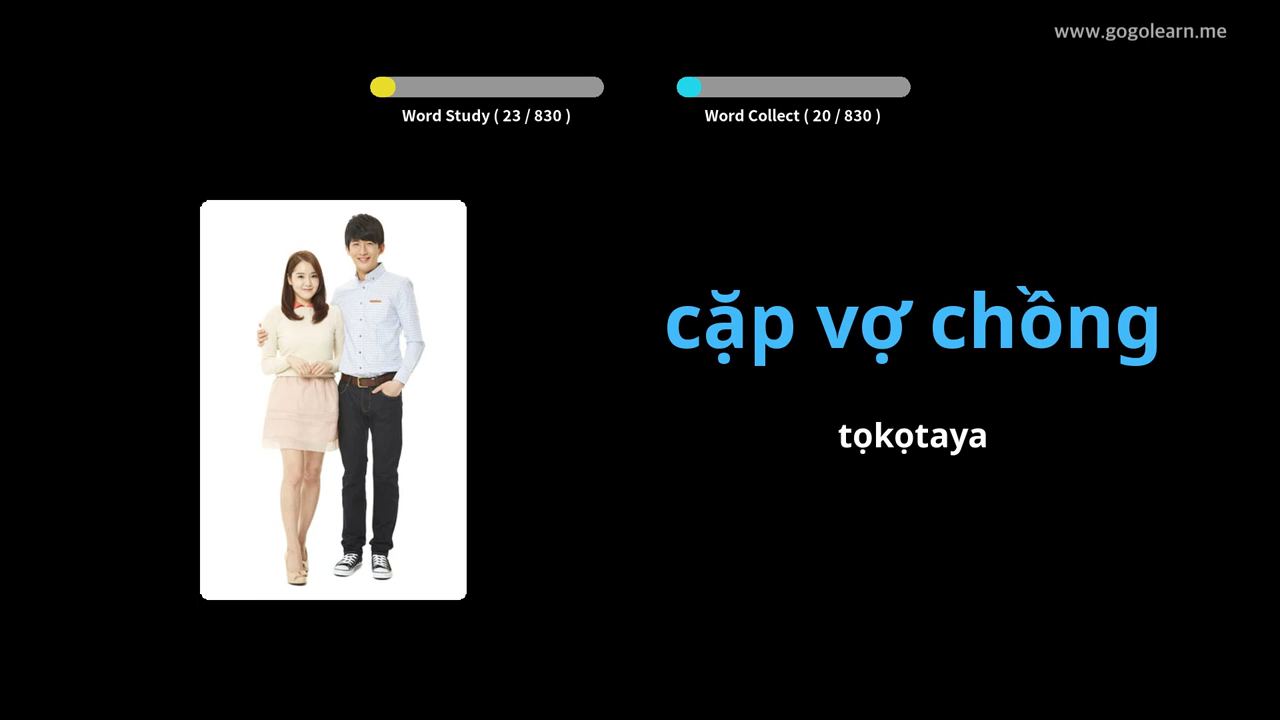 www.gogolearn.me
Word Study ( 23 / 830 )
Word Collect ( 20 / 830 )
cặp vợ chồng
tọkọtaya